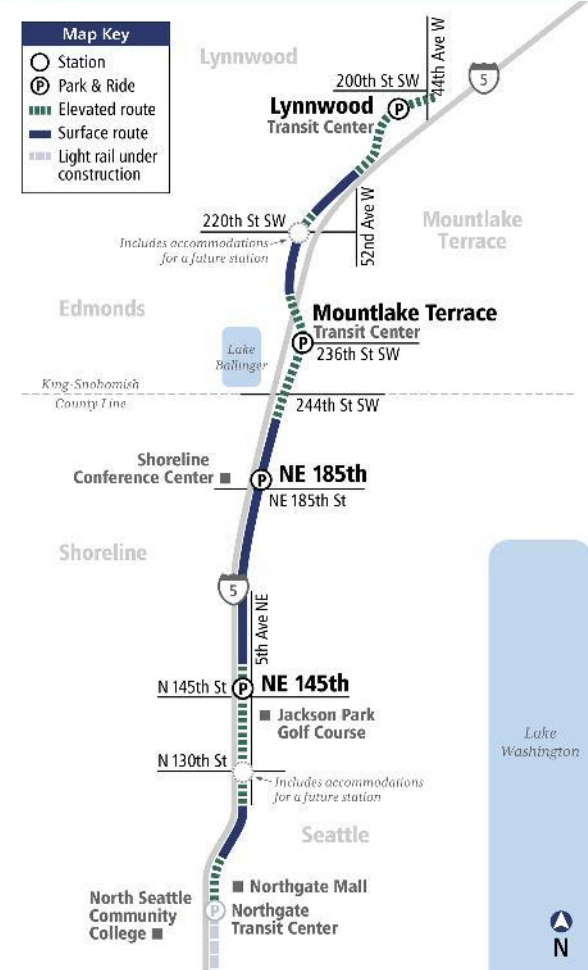 Map Key
Station
P Park & Ride
Elevated route
Surface route
Light rail under
construction
Lynnwood
200th St SW
44th Ave W
5
Lynnwood
Transit Center
P
220th St SW
Includes accommodations
for a future station
52nd Ave W
Mountlake
Terrace
Edmonds
Mountlake Terrace
Transit Center
P
236th St SW
Lake
Ballinger
King-Snohomish
County Line
244th St SW
Shoreline
Conference Center
P
NE 185th
NE 185th St
Shoreline
5
5th Ave NE
N 145th St
P
NE 145th
Jackson Park
Golf Course
N 130th St
Includes accommodations
for a future station
Lake
Washington
Seattle
Northgate Mall
North Seattle
Community
College
P
Northgate
Transit Center
N